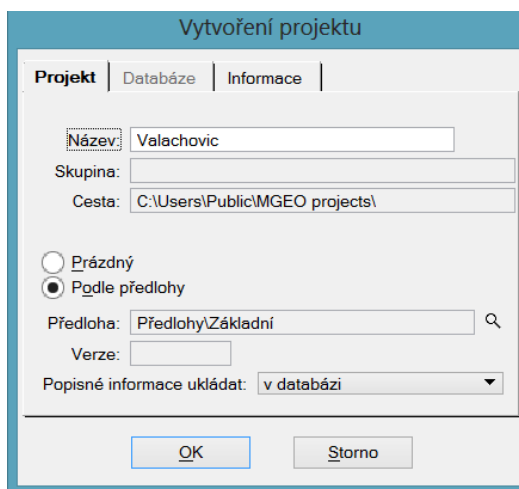 Vytvoření projektu
Projekt Databáze Informace
Název: Valachovic
Skupina:
Cesta: C:\Users\Public\MGEO projects\
Prázdný
Podle předlohy
Předloha: Předlohy\Základní
Verze:
Popisné informace ukládat: v databázi
OK Storno